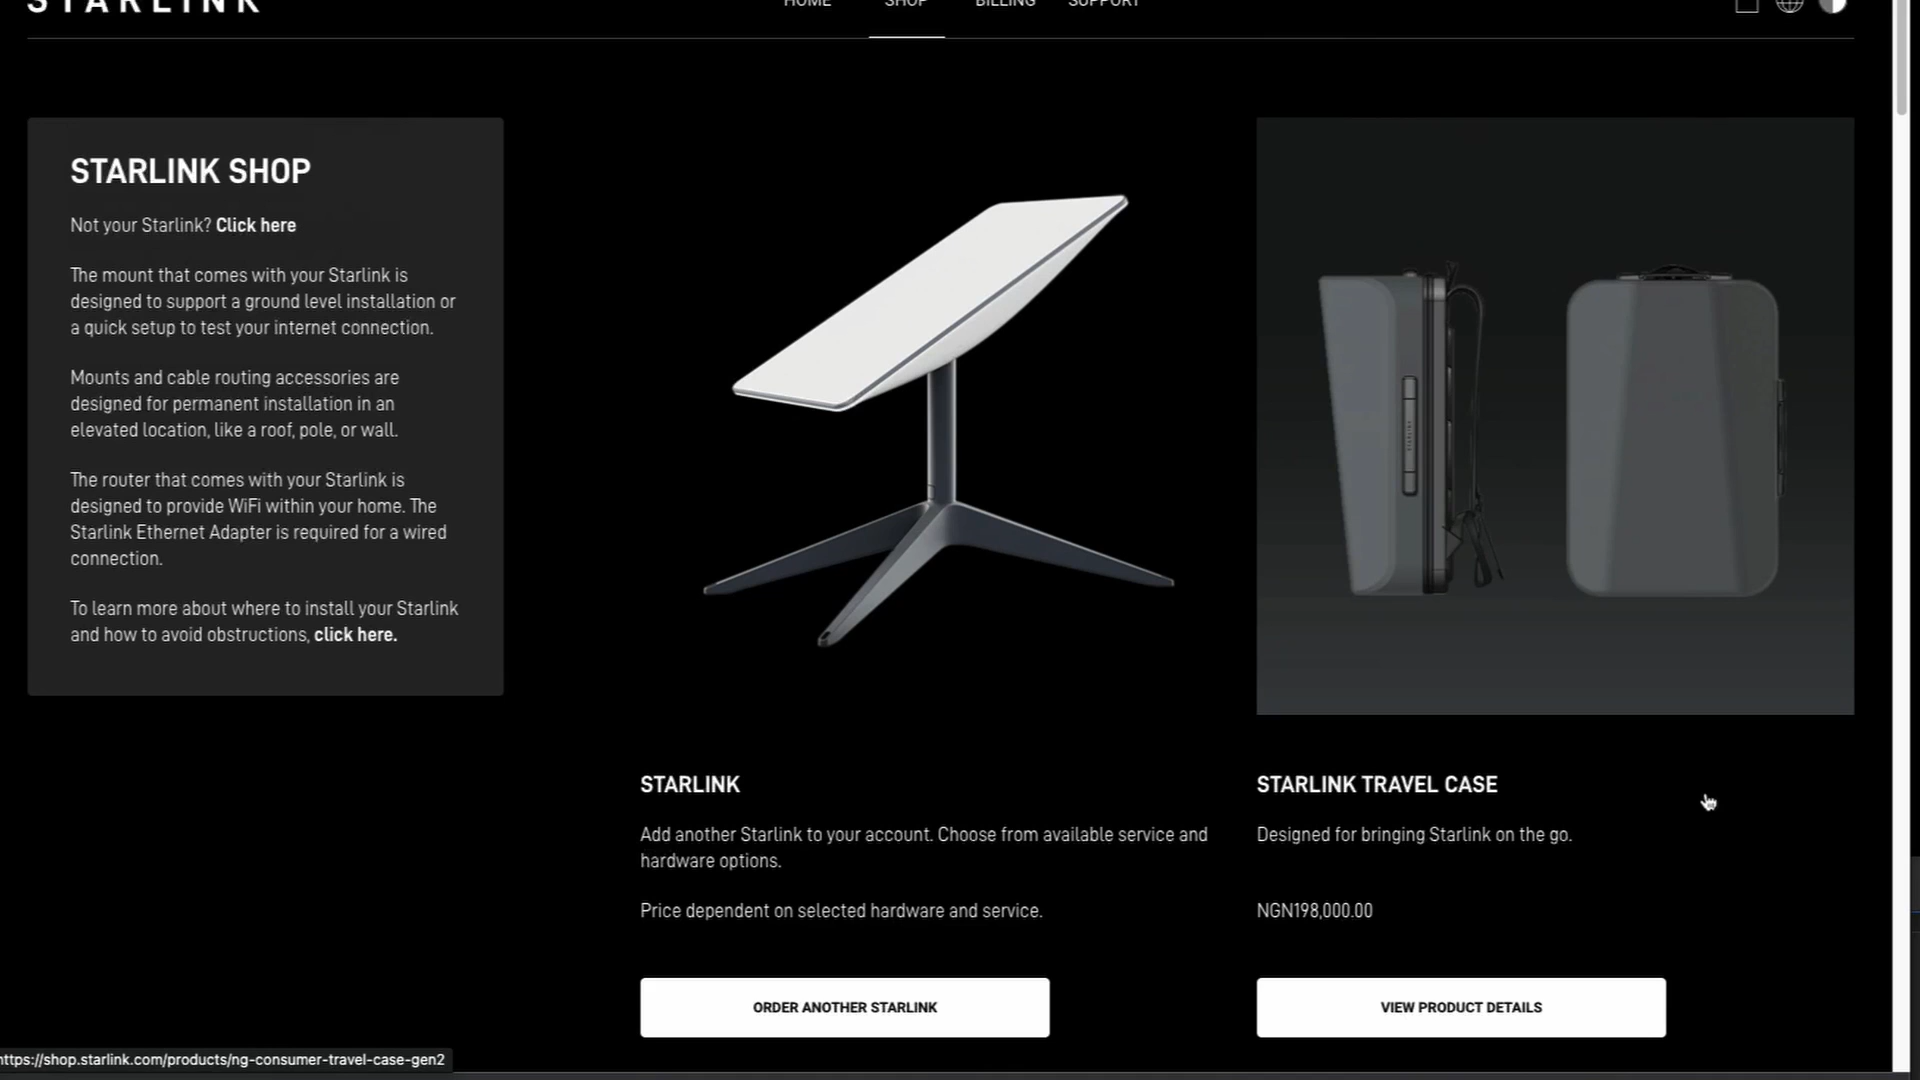 STARLINK
HOME SHOP BILLING SUPPORT
STARLINK SHOP
Not your Starlink? Click here
The mount that comes with your Starlink is
designed to support a ground level installation or
a quick setup to test your internet connection.
Mounts and cable routing accessories are
designed for permanent installation in an
elevated location, like a roof, pole, or wall.
The router that comes with your Starlink is
designed to provide WiFi within your home. The
Starlink Ethernet Adapter is required for a wired
connection.
To learn more about where to install your Starlink
and how to avoid obstructions, click here.
STARLINK
Add another Starlink to your account. Choose from available service and
hardware options.
Price dependent on selected hardware and service.
ORDER ANOTHER STARLINK
STARLINK TRAVEL CASE
Designed for bringing Starlink on the go.
NGN198,000.00
VIEW PRODUCT DETAILS
https://shop.starlink.com/products/ng-consumer-travel-case-gen2